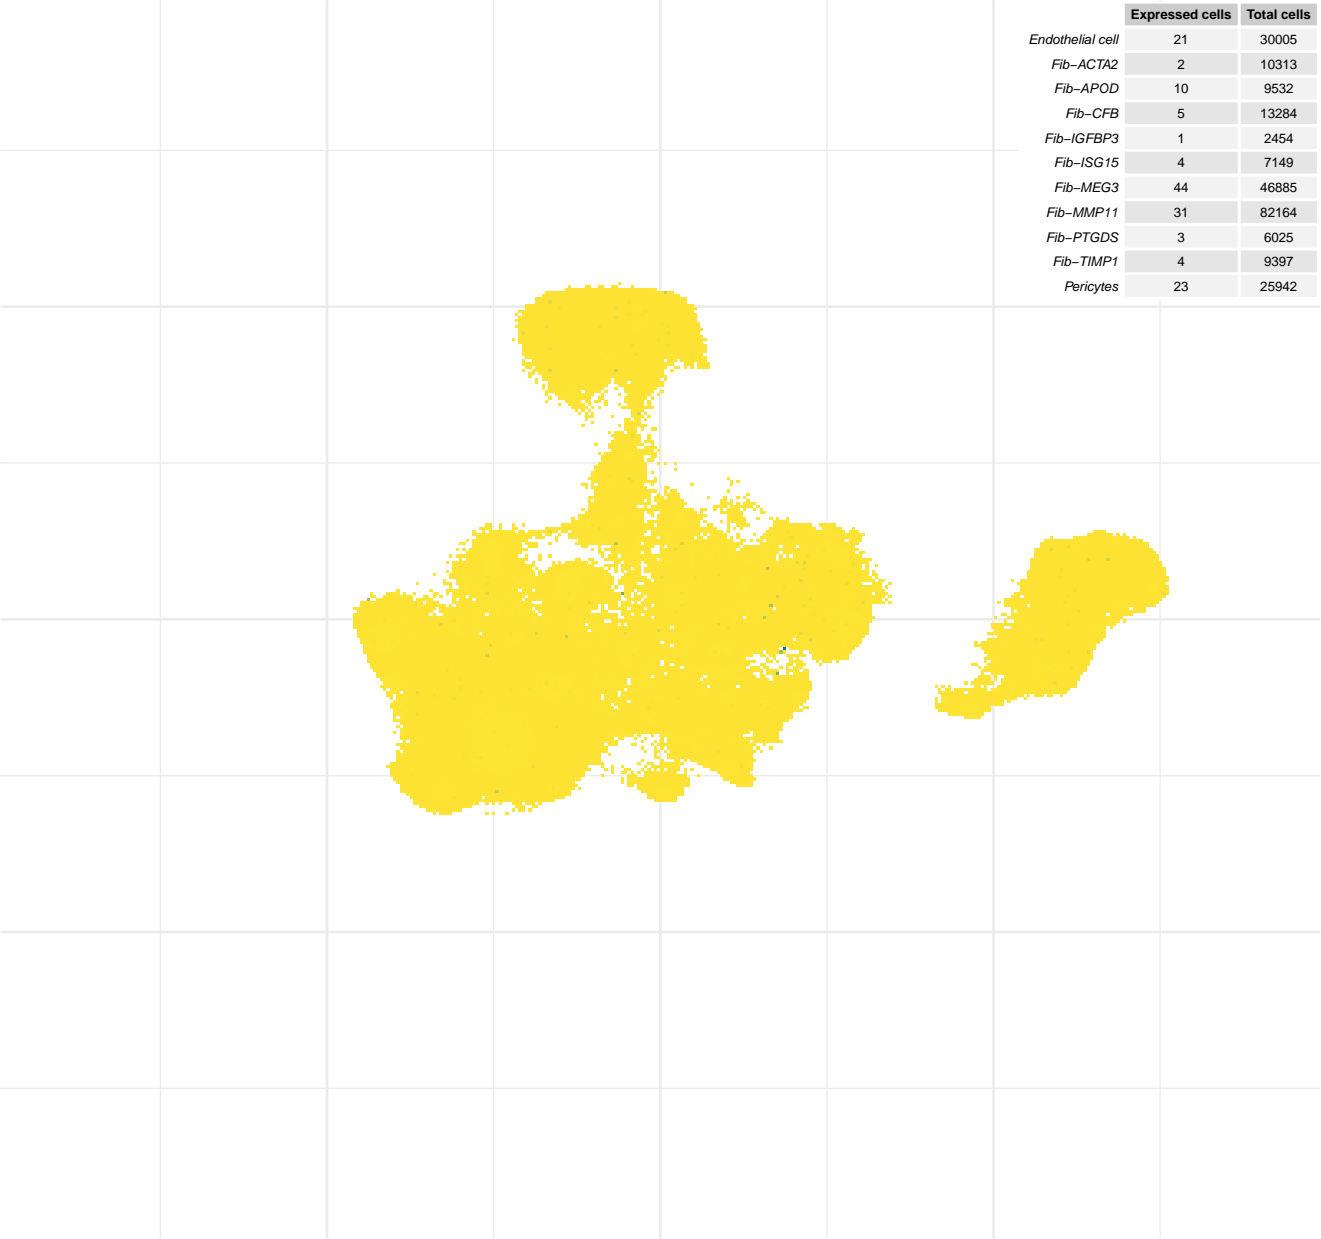 Expressed cells Total cells
Endothelial cell 21 30005
Fib−ACTA2 2 10313
Fib−APOD 10 9532
Fib−CFB 5 13284
Fib−IGFBP3 1 2454
Fib−ISG15 4 7149
Fib−MEG3 44 46885
Fib−MMP11 31 82164
Fib−PTGDS 3 6025
Fib−TIMP1 4 9397
Pericytes 23 25942